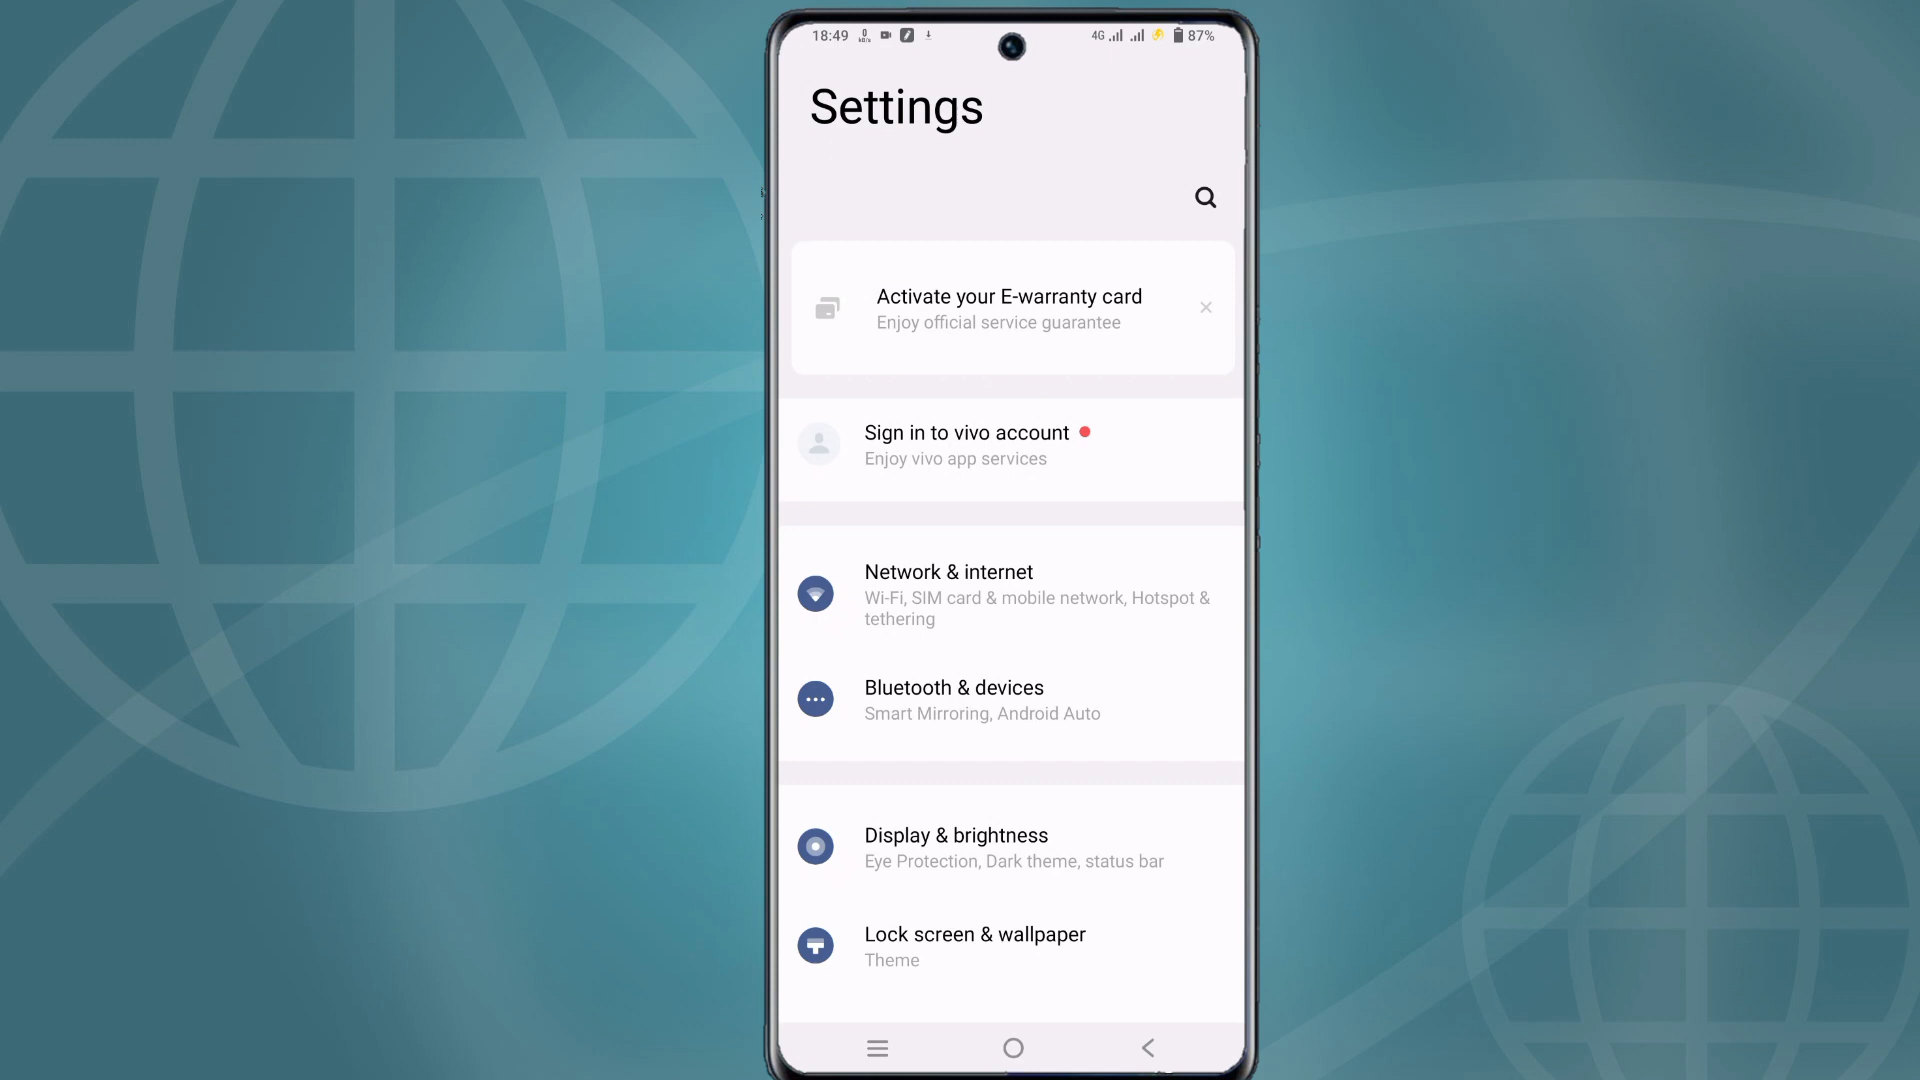 18:49 0 kB/s 4G 87%
Settings
Activate your E-warranty card
Enjoy official service guarantee
Sign in to vivo account
Enjoy vivo app services
Network & internet
Wi-Fi, SIM card & mobile network, Hotspot &
tethering
Bluetooth & devices
Smart Mirroring, Android Auto
Display & brightness
Eye Protection, Dark theme, status bar
Lock screen & wallpaper
Theme